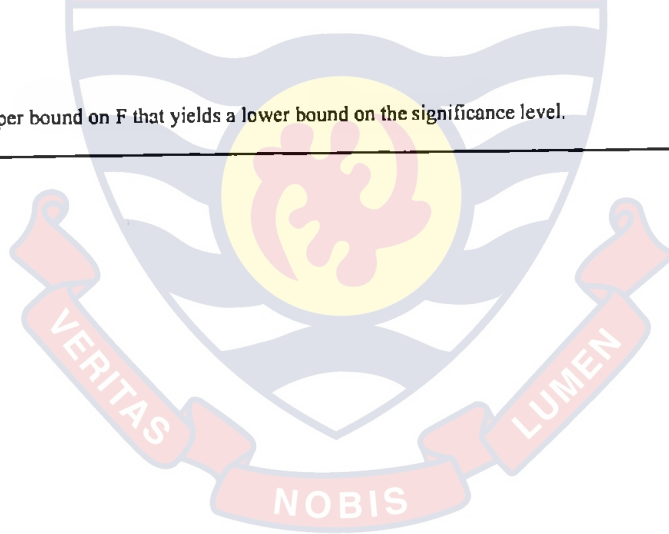 per bound on F that yields a lower bound on the significance level.
VERITAS
NOBIS
LUMEN